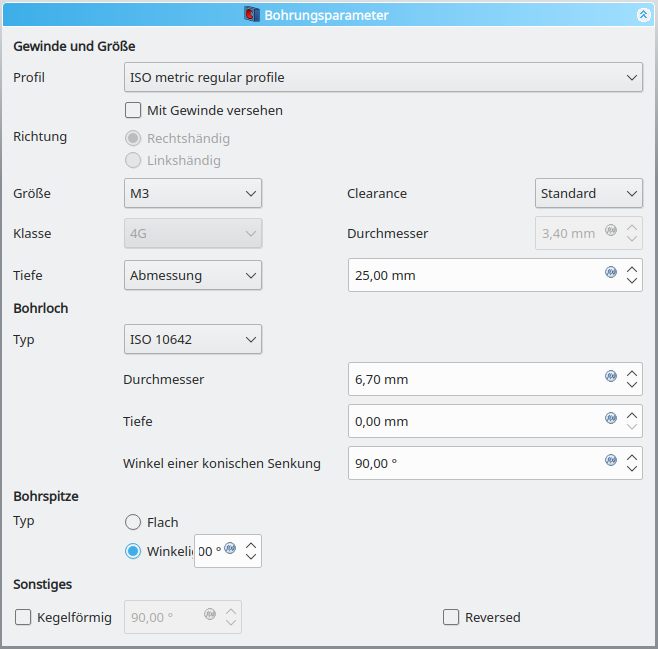 Bohrungsparameter
Gewinde und Größe
Profil ISO metric regular profile
Mit Gewinde versehen
Richtung Rechtshändig
Linkshändig
Größe M3 Clearance Standard
Klasse 4G Durchmesser 3,40 mm
Tiefe Abmessung 25,00 mm
Bohrloch
Typ ISO 10642
Durchmesser 6,70 mm
Tiefe 0,00 mm
Winkel einer konischen Senkung 90,00 °
Bohrspitze
Typ Flach
Winkelig 00 °
Sonstiges
Kegelförmig 90,00 ° Reversed